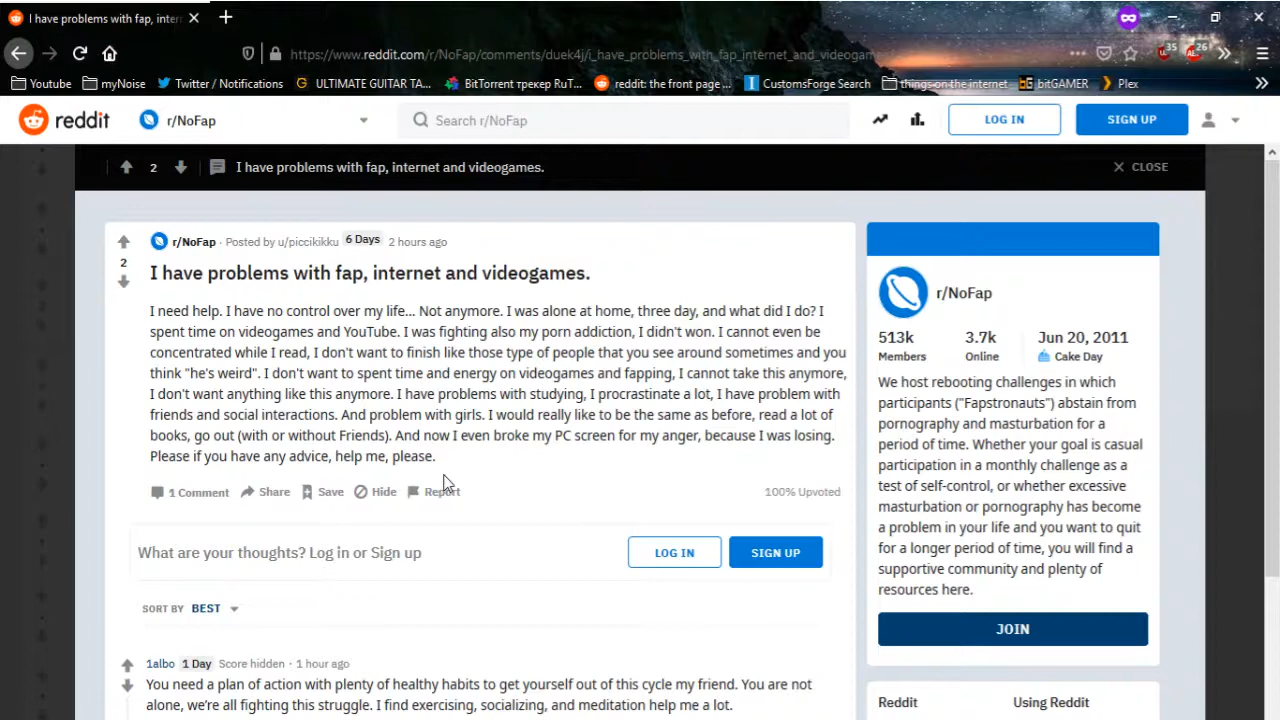 I have problems with fap, inter
https://www.reddit.com/r/NoFap/comments/duek4j/i_have_problems_with_fap_internet_and_videogam
35
26
Youtube
myNoise
Twitter / Notifications
ULTIMATE GUITAR TA...
BitTorrent трекер RuT...
reddit: the front page ...
CustomsForge Search
things on the internet
bitGAMER
Plex
reddit
r/NoFap
Search r/NoFap
LOG IN
SIGN UP
2
I have problems with fap, internet and videogames.
CLOSE
r/NoFap · Posted by u/piccikikku 6 Days 2 hours ago
2
I have problems with fap, internet and videogames.
I need help. I have no control over my life... Not anymore. I was alone at home, three day, and what did I do? I
spent time on videogames and YouTube. I was fighting also my porn addiction, I didn't won. I cannot even be
concentrated while I read, I don't want to finish like those type of people that you see around sometimes and you
think "he's weird". I don't want to spent time and energy on videogames and fapping, I cannot take this anymore,
I don't want anything like this anymore. I have problems with studying, I procrastinate a lot, I have problem with
friends and social interactions. And problem with girls. I would really like to be the same as before, read a lot of
books, go out (with or without Friends). And now I even broke my PC screen for my anger, because I was losing.
Please if you have any advice, help me, please.
1 Comment Share Save Hide Report
100% Upvoted
What are your thoughts? Log in or Sign up
LOG IN
SIGN UP
SORT BY BEST
1albo 1 Day Score hidden · 1 hour ago
You need a plan of action with plenty of healthy habits to get yourself out of this cycle my friend. You are not
alone, we're all fighting this struggle. I find exercising, socializing, and meditation help me a lot.
r/NoFap
513k 3.7k Jun 20, 2011
Members Online Cake Day
We host rebooting challenges in which
participants ("Fapstronauts") abstain from
pornography and masturbation for a
period of time. Whether your goal is casual
participation in a monthly challenge as a
test of self-control, or whether excessive
masturbation or pornography has become
a problem in your life and you want to quit
for a longer period of time, you will find a
supportive community and plenty of
resources here.
JOIN
Reddit
Using Reddit